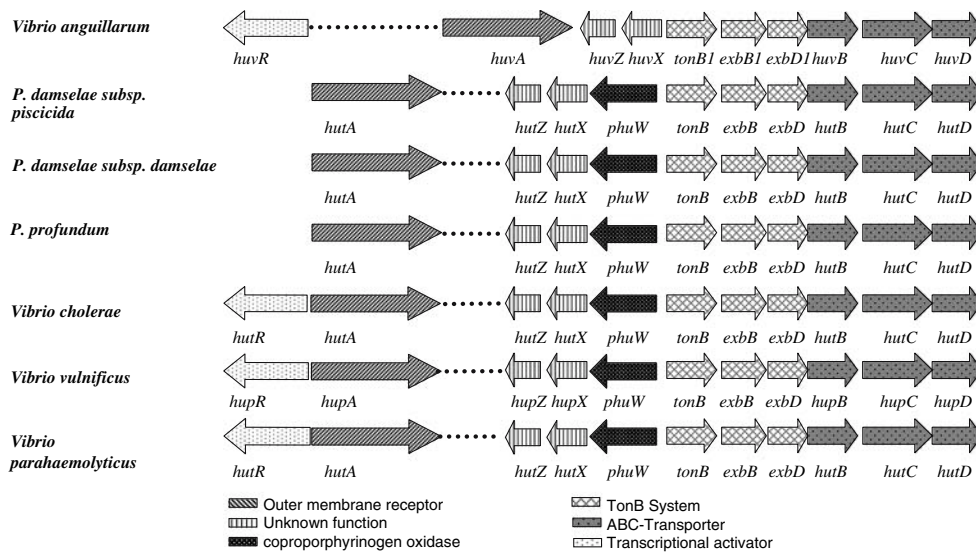 Vibrio anguillarum
huvR huvA huvZ huvX tonB1 exbB1 exbD1 huvB huvC huvD
P. damselae subsp.
piscicida
hutA hutZ hutX phuW tonB exbB exbD hutB hutC hutD
P. damselae subsp. damselae
hutA hutZ hutX phuW tonB exbB exbD hutB hutC hutD
P. profundum
hutA hutZ hutX phuW tonB exbB exbD hutB hutC hutD
Vibrio cholerae
hutR hutA hutZ hutX phuW tonB exbB exbD hutB hutC hutD
Vibrio vulnificus
hupR hupA hupZ hupX phuW tonB exbB exbD hupB hupC hupD
Vibrio
parahaemolyticus
hutR hutA hutZ hutX phuW tonB exbB exbD hutB hutC hutD
Outer membrane receptor
Unknown function
coproporphyrinogen oxidase
TonB System
ABC-Transporter
Transcriptional activator